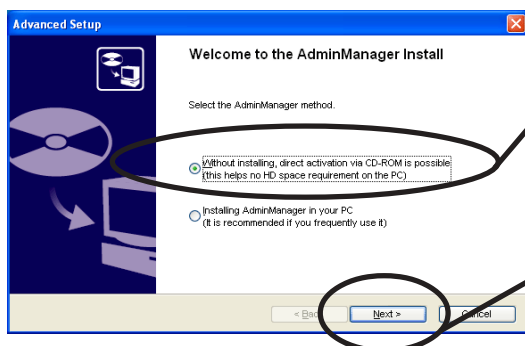 Advanced Setup
Welcome to the AdminManager Install
Select the AdminManager method.
Without installing, direct activation via CD-ROM is possible
(this helps no HD space requirement on the PC)
Installing AdminManager in your PC
(It is recommended if you frequently use it)
< Back
Next >
Cancel